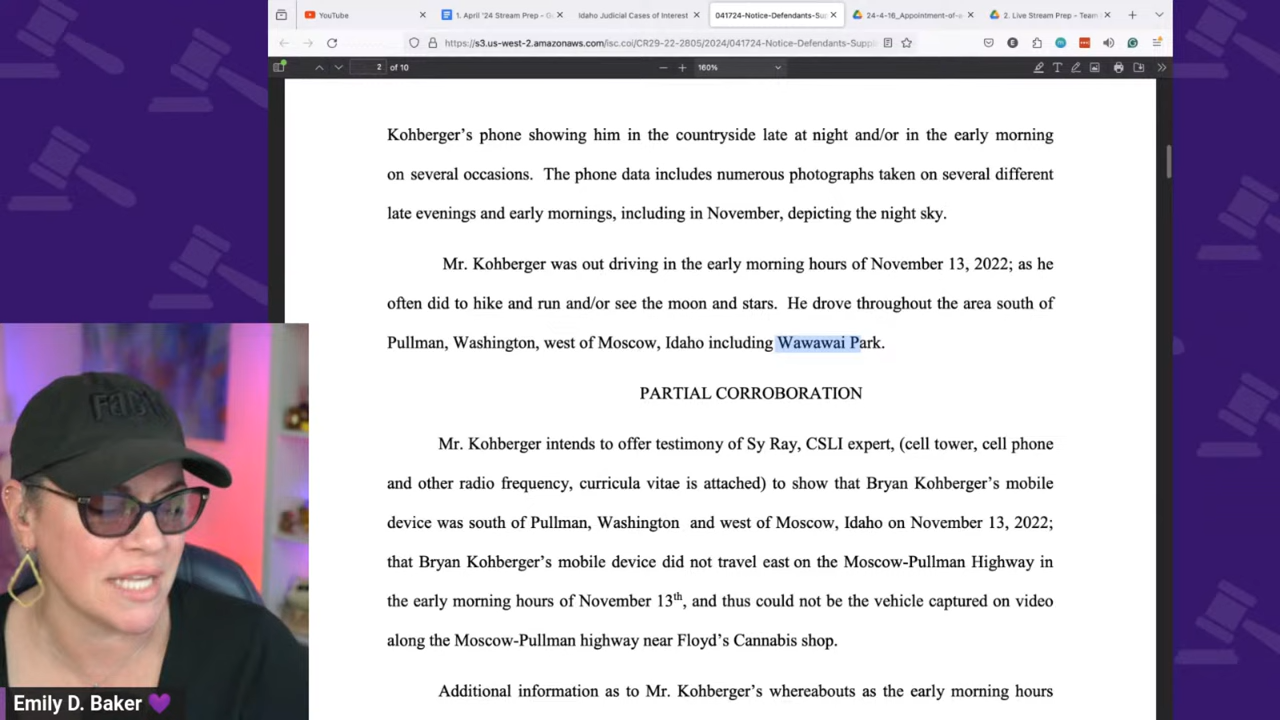 YouTube
1. April '24 Stream Prep - G
Idaho Judicial Cases of Interest
041724-Notice-Defendants-Sup
24-4-16_Appointment-of-
2. Live Stream Prep – Team
https://s3.us-west-2.amazonaws.com/isc.coi/CR29-22-2805/2024/041724-Notice-Defendants-Suppl
2 of 10
160%
Kohberger's phone showing him in the countryside late at night and/or in the early morning
on several occasions. The phone data includes numerous photographs taken on several different
late evenings and early mornings, including in November, depicting the night sky.
Mr. Kohberger was out driving in the early morning hours of November 13, 2022; as he
often did to hike and run and/or see the moon and stars. He drove throughout the area south of
Pullman, Washington, west of Moscow, Idaho including Wawawai Park.
PARTIAL CORROBORATION
Mr. Kohberger intends to offer testimony of Sy Ray, CSLI expert, (cell tower, cell phone
and other radio frequency, curricula vitae is attached) to show that Bryan Kohberger's mobile
device was south of Pullman, Washington and west of Moscow, Idaho on November 13, 2022;
that Bryan Kohberger's mobile device did not travel east on the Moscow-Pullman Highway in
the early morning hours of November 13th, and thus could not be the vehicle captured on video
along the Moscow-Pullman highway near Floyd's Cannabis shop.
Additional information as to Mr. Kohberger's whereabouts as the early morning hours
Emily D. Baker 💜